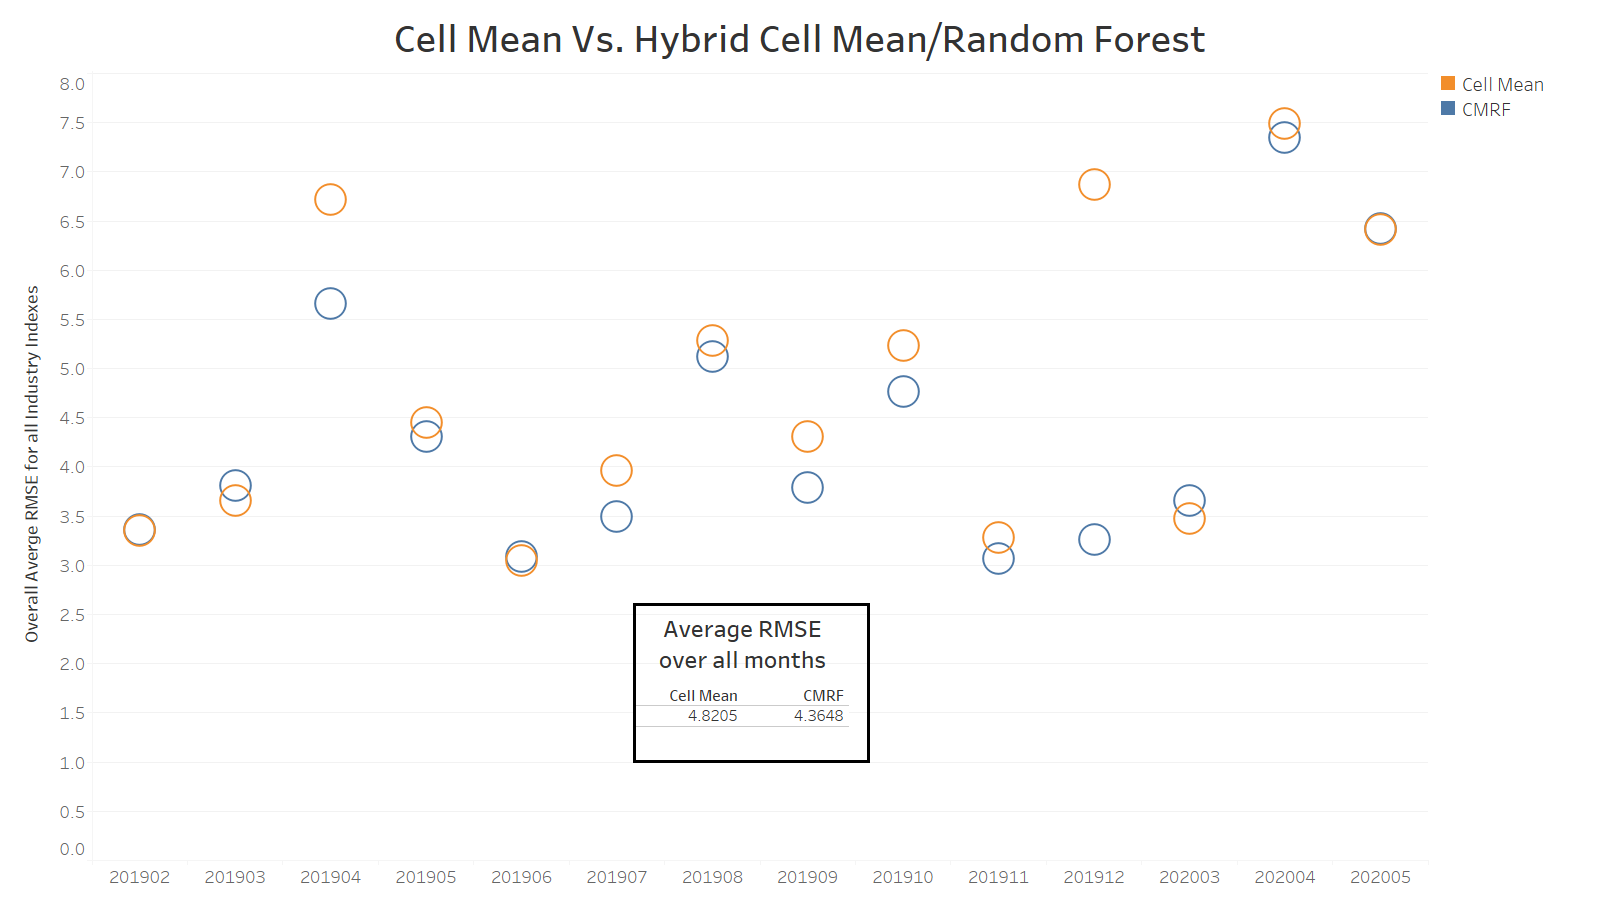 Cell Mean Vs. Hybrid Cell Mean/Random Forest
Cell Mean
CMRF
Overall Averge RMSE for all Industry Indexes
8.0
7.5
7.0
6.5
6.0
5.5
5.0
4.5
4.0
3.5
3.0
2.5
2.0
1.5
1.0
0.5
0.0
Average RMSE
over all months
Cell Mean CMRF
4.8205 4.3648
201902 201903 201904 201905 201906 201907 201908 201909 201910 201911 201912 202003 202004 202005